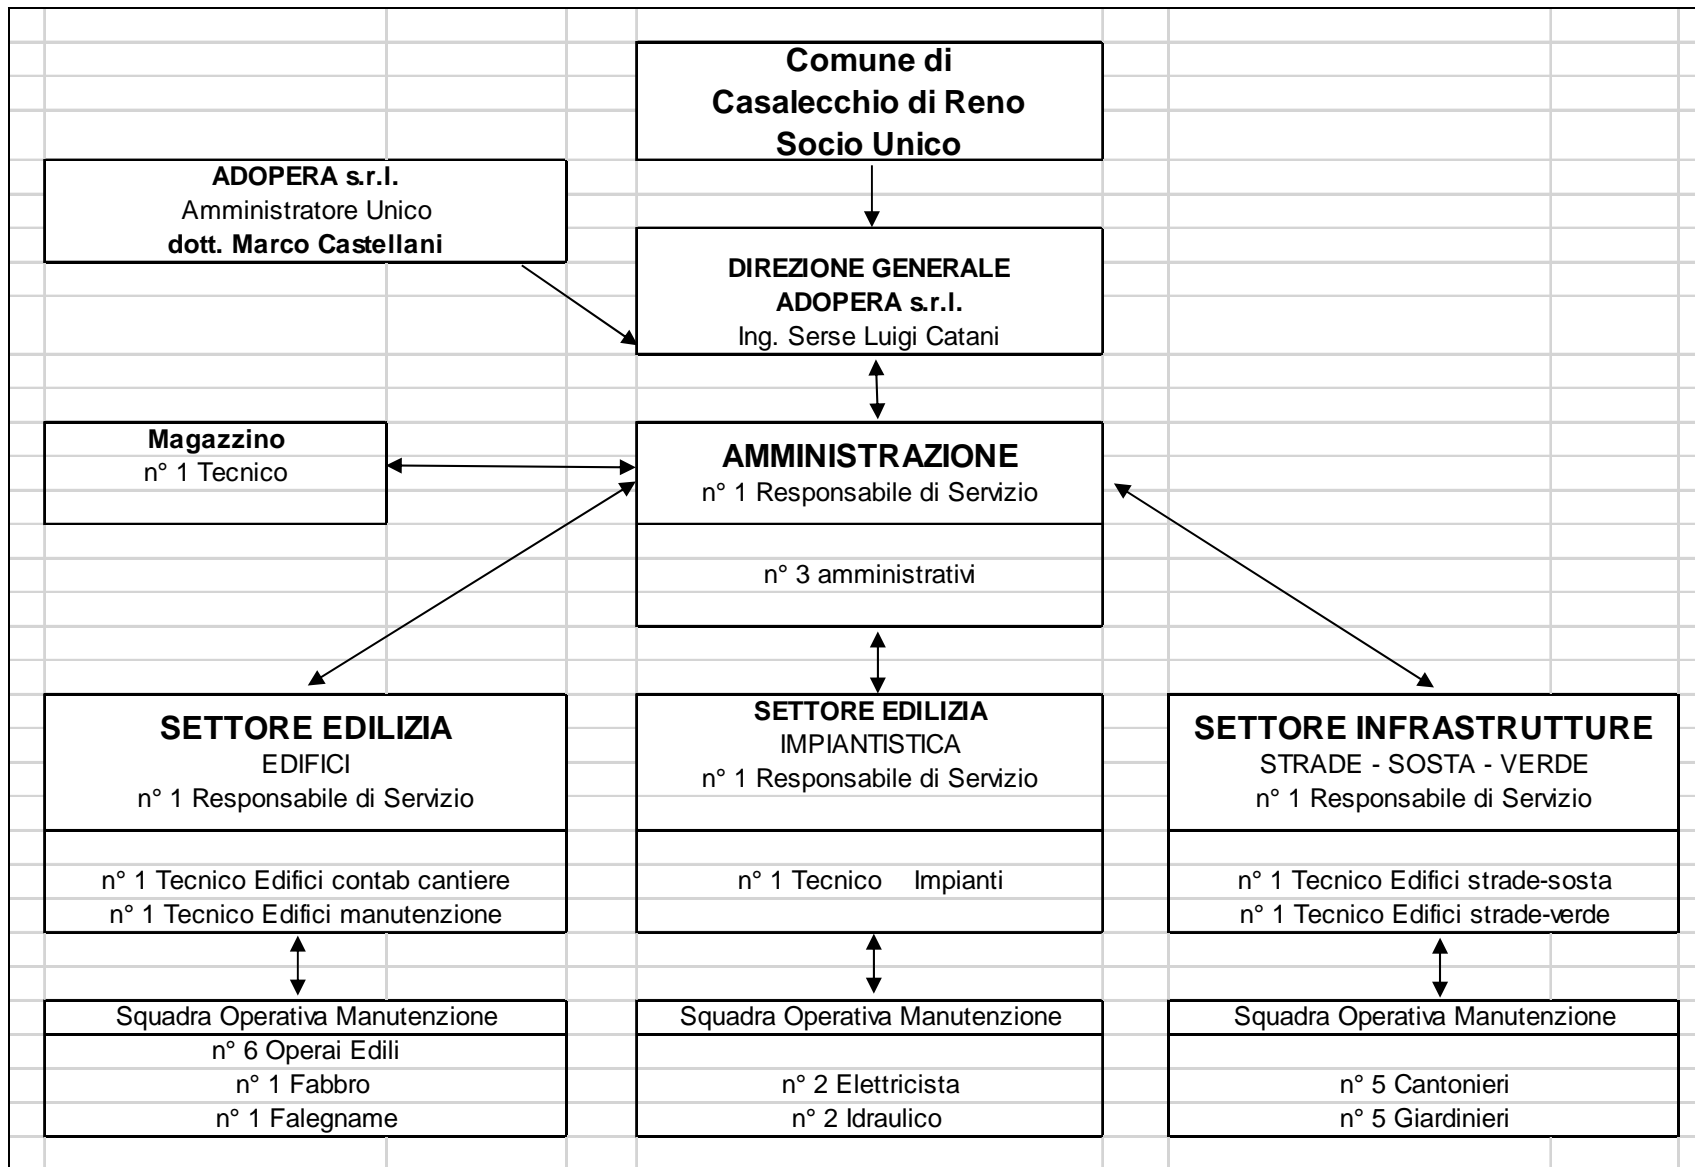 Comune di
Casalecchio di Reno
Socio Unico
ADOPERA s.r.l.
Amministratore Unico
dott. Marco Castellani
DIREZIONE GENERALE
ADOPERA s.r.l.
Ing. Serse Luigi Catani
Magazzino
n° 1 Tecnico
AMMINISTRAZIONE
n° 1 Responsabile di Servizio
n° 3 amministrativi
SETTORE EDILIZIA
EDIFICI
n° 1 Responsabile di Servizio
n° 1 Tecnico Edifici contab cantiere
n° 1 Tecnico Edifici manutenzione
SETTORE EDILIZIA
IMPIANTISTICA
n° 1 Responsabile di Servizio
n° 1 Tecnico Impianti
SETTORE INFRASTRUTTURE
STRADE - SOSTA - VERDE
n° 1 Responsabile di Servizio
n° 1 Tecnico Edifici strade-sosta
n° 1 Tecnico Edifici strade-verde
Squadra Operativa Manutenzione
n° 6 Operai Edili
n° 1 Fabbro
n° 1 Falegname
Squadra Operativa Manutenzione
n° 2 Elettricista
n° 2 Idraulico
Squadra Operativa Manutenzione
n° 5 Cantonieri
n° 5 Giardinieri